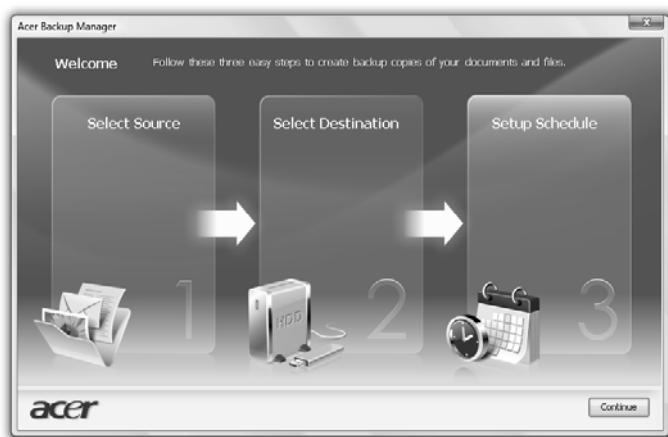 Acer Backup Manager
Welcome
Follow these three easy steps to create backup copies of your documents and files.
Select Source
Select Destination
Setup Schedule
1
HDD
2
3
acer
Continue